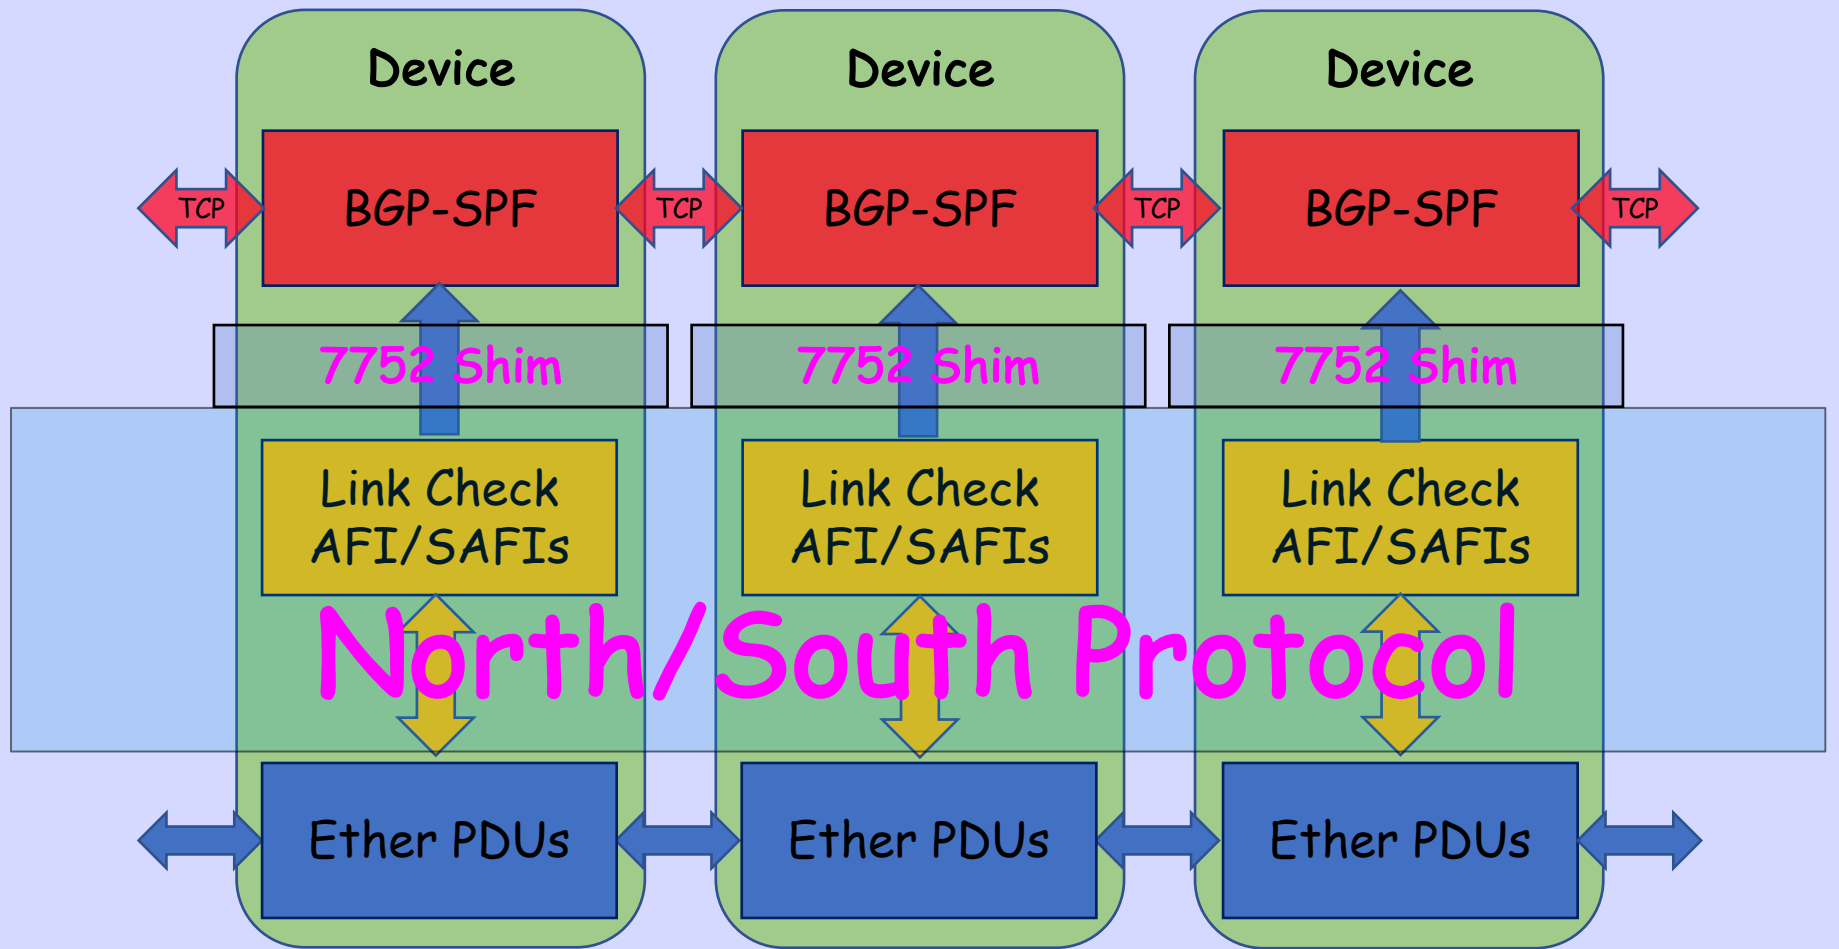 Device
Device
Device
TCP
BGP-SPF
TCP
BGP-SPF
TCP
BGP-SPF
TCP
7752 Shim
7752 Shim
7752 Shim
Link Check
AFI/SAFIs
Link Check
AFI/SAFIs
Link Check
AFI/SAFIs
North/South Protocol
Ether PDUs
Ether PDUs
Ether PDUs